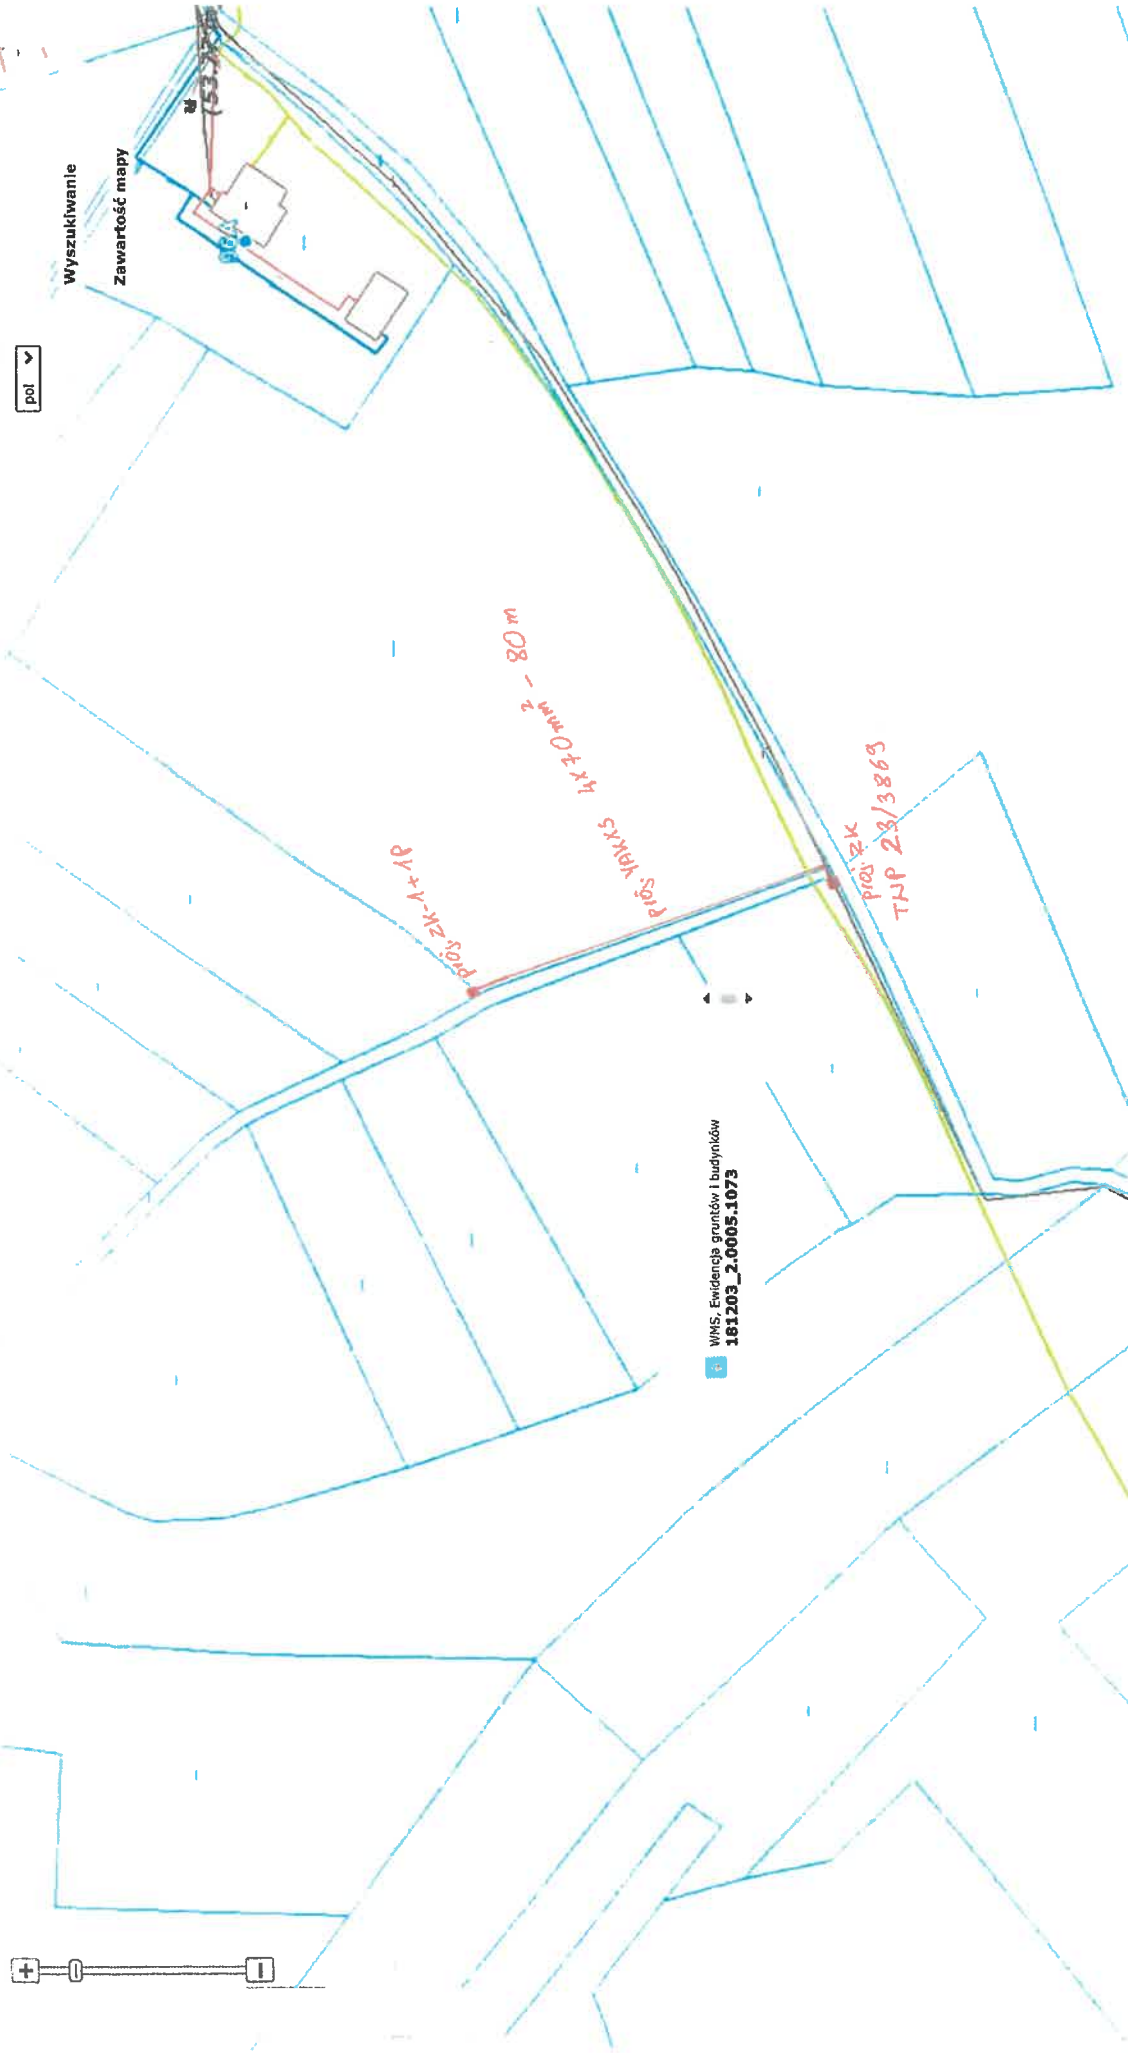 pol
Wyszukiwanie
Zawartość mapy
proj. ZK-1+1P
proj. YAKXS 4x70mm² - 80m
proj. ZK
TNP 23/3869
WMS, Ewidencja gruntów i budynków
181203_2.0005.1073